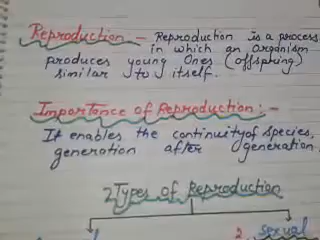 Reproduction - Reproduction is a process
in which an organism
produces young Ones (offspring)
similar to itself.
Importance of Reproduction:-
It enables the continuity of species,
generation after generation.
2 Types of Reproduction
2 Sexual